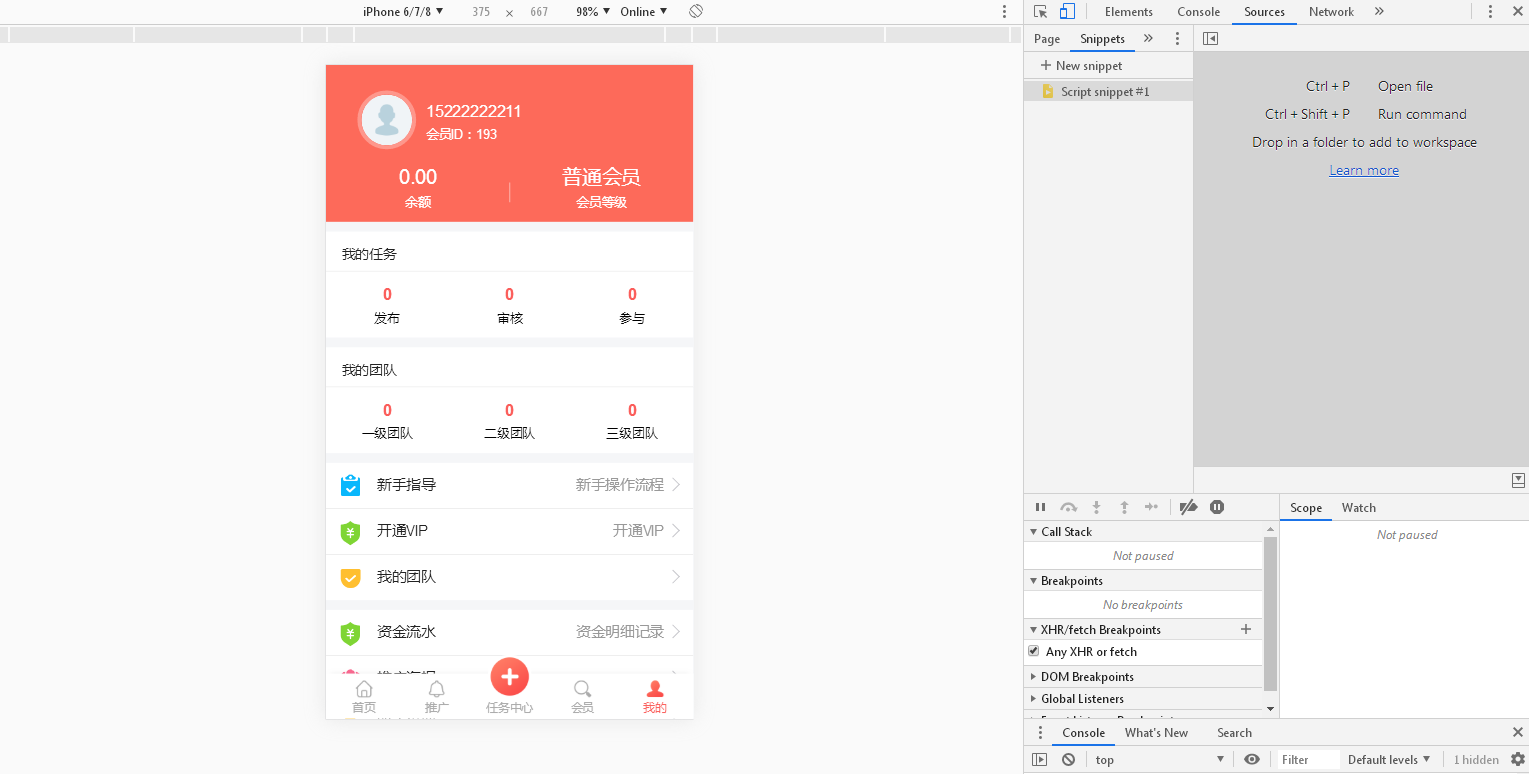 iPhone 6/7/8 ▼ 375 × 667 98% ▼ Online ▼
Elements Console Sources Network »
Page Snippets »
+ New snippet
Script snippet #1
Ctrl + P Open file
Ctrl + Shift + P Run command
Drop in a folder to add to workspace
Learn more
15222222211
会员ID：193
0.00 普通会员
余额 会员等级
我的任务
0 0 0
发布 审核 参与
我的团队
0 0 0
一级团队 二级团队 三级团队
新手指导 新手操作流程
开通VIP 开通VIP
我的团队
资金流水 资金明细记录
首页 推广 任务中心 会员 我的
Scope Watch
Not paused
Call Stack
Not paused
Breakpoints
No breakpoints
XHR/fetch Breakpoints +
Any XHR or fetch
DOM Breakpoints
Global Listeners
Console What's New Search
top ▼ Filter Default levels ▼ 1 hidden